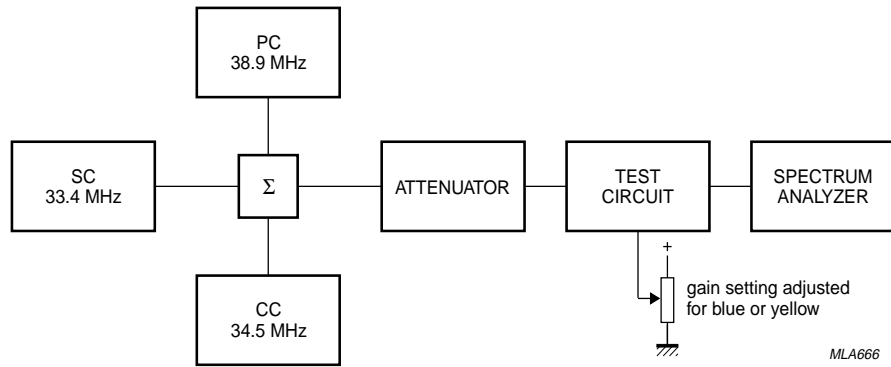 PC
38.9 MHz
SC
33.4 MHz
Σ
ATTENUATOR
TEST
CIRCUIT
SPECTRUM
ANALYZER
CC
34.5 MHz
+
gain setting adjusted
for blue or yellow
MLA666